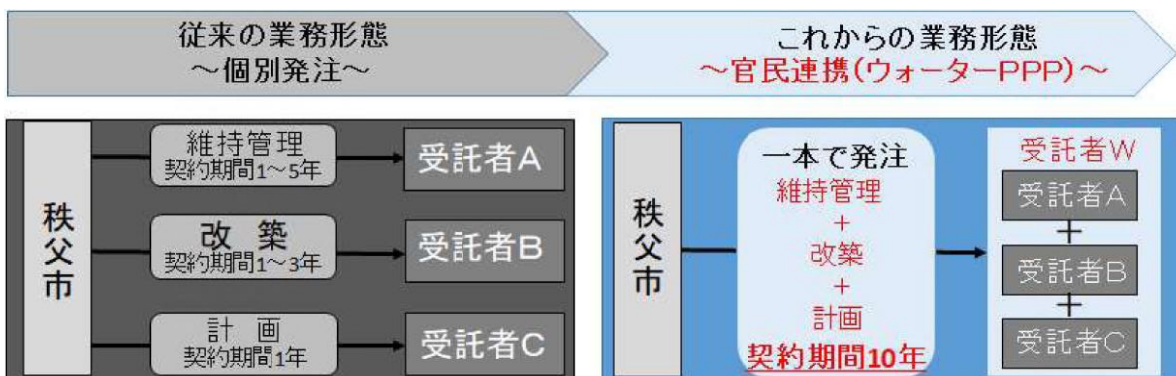 従来の業務形態
～個別発注～
これからの業務形態
～官民連携(ウォーターPPP)～
秩父市
維持管理
契約期間1～5年
受託者A
改　築
契約期間1～3年
受託者B
計　画
契約期間1年
受託者C
秩父市
一本で発注
維持管理
+
改築
+
計画
契約期間10年
受託者W
受託者A
+
受託者B
+
受託者C